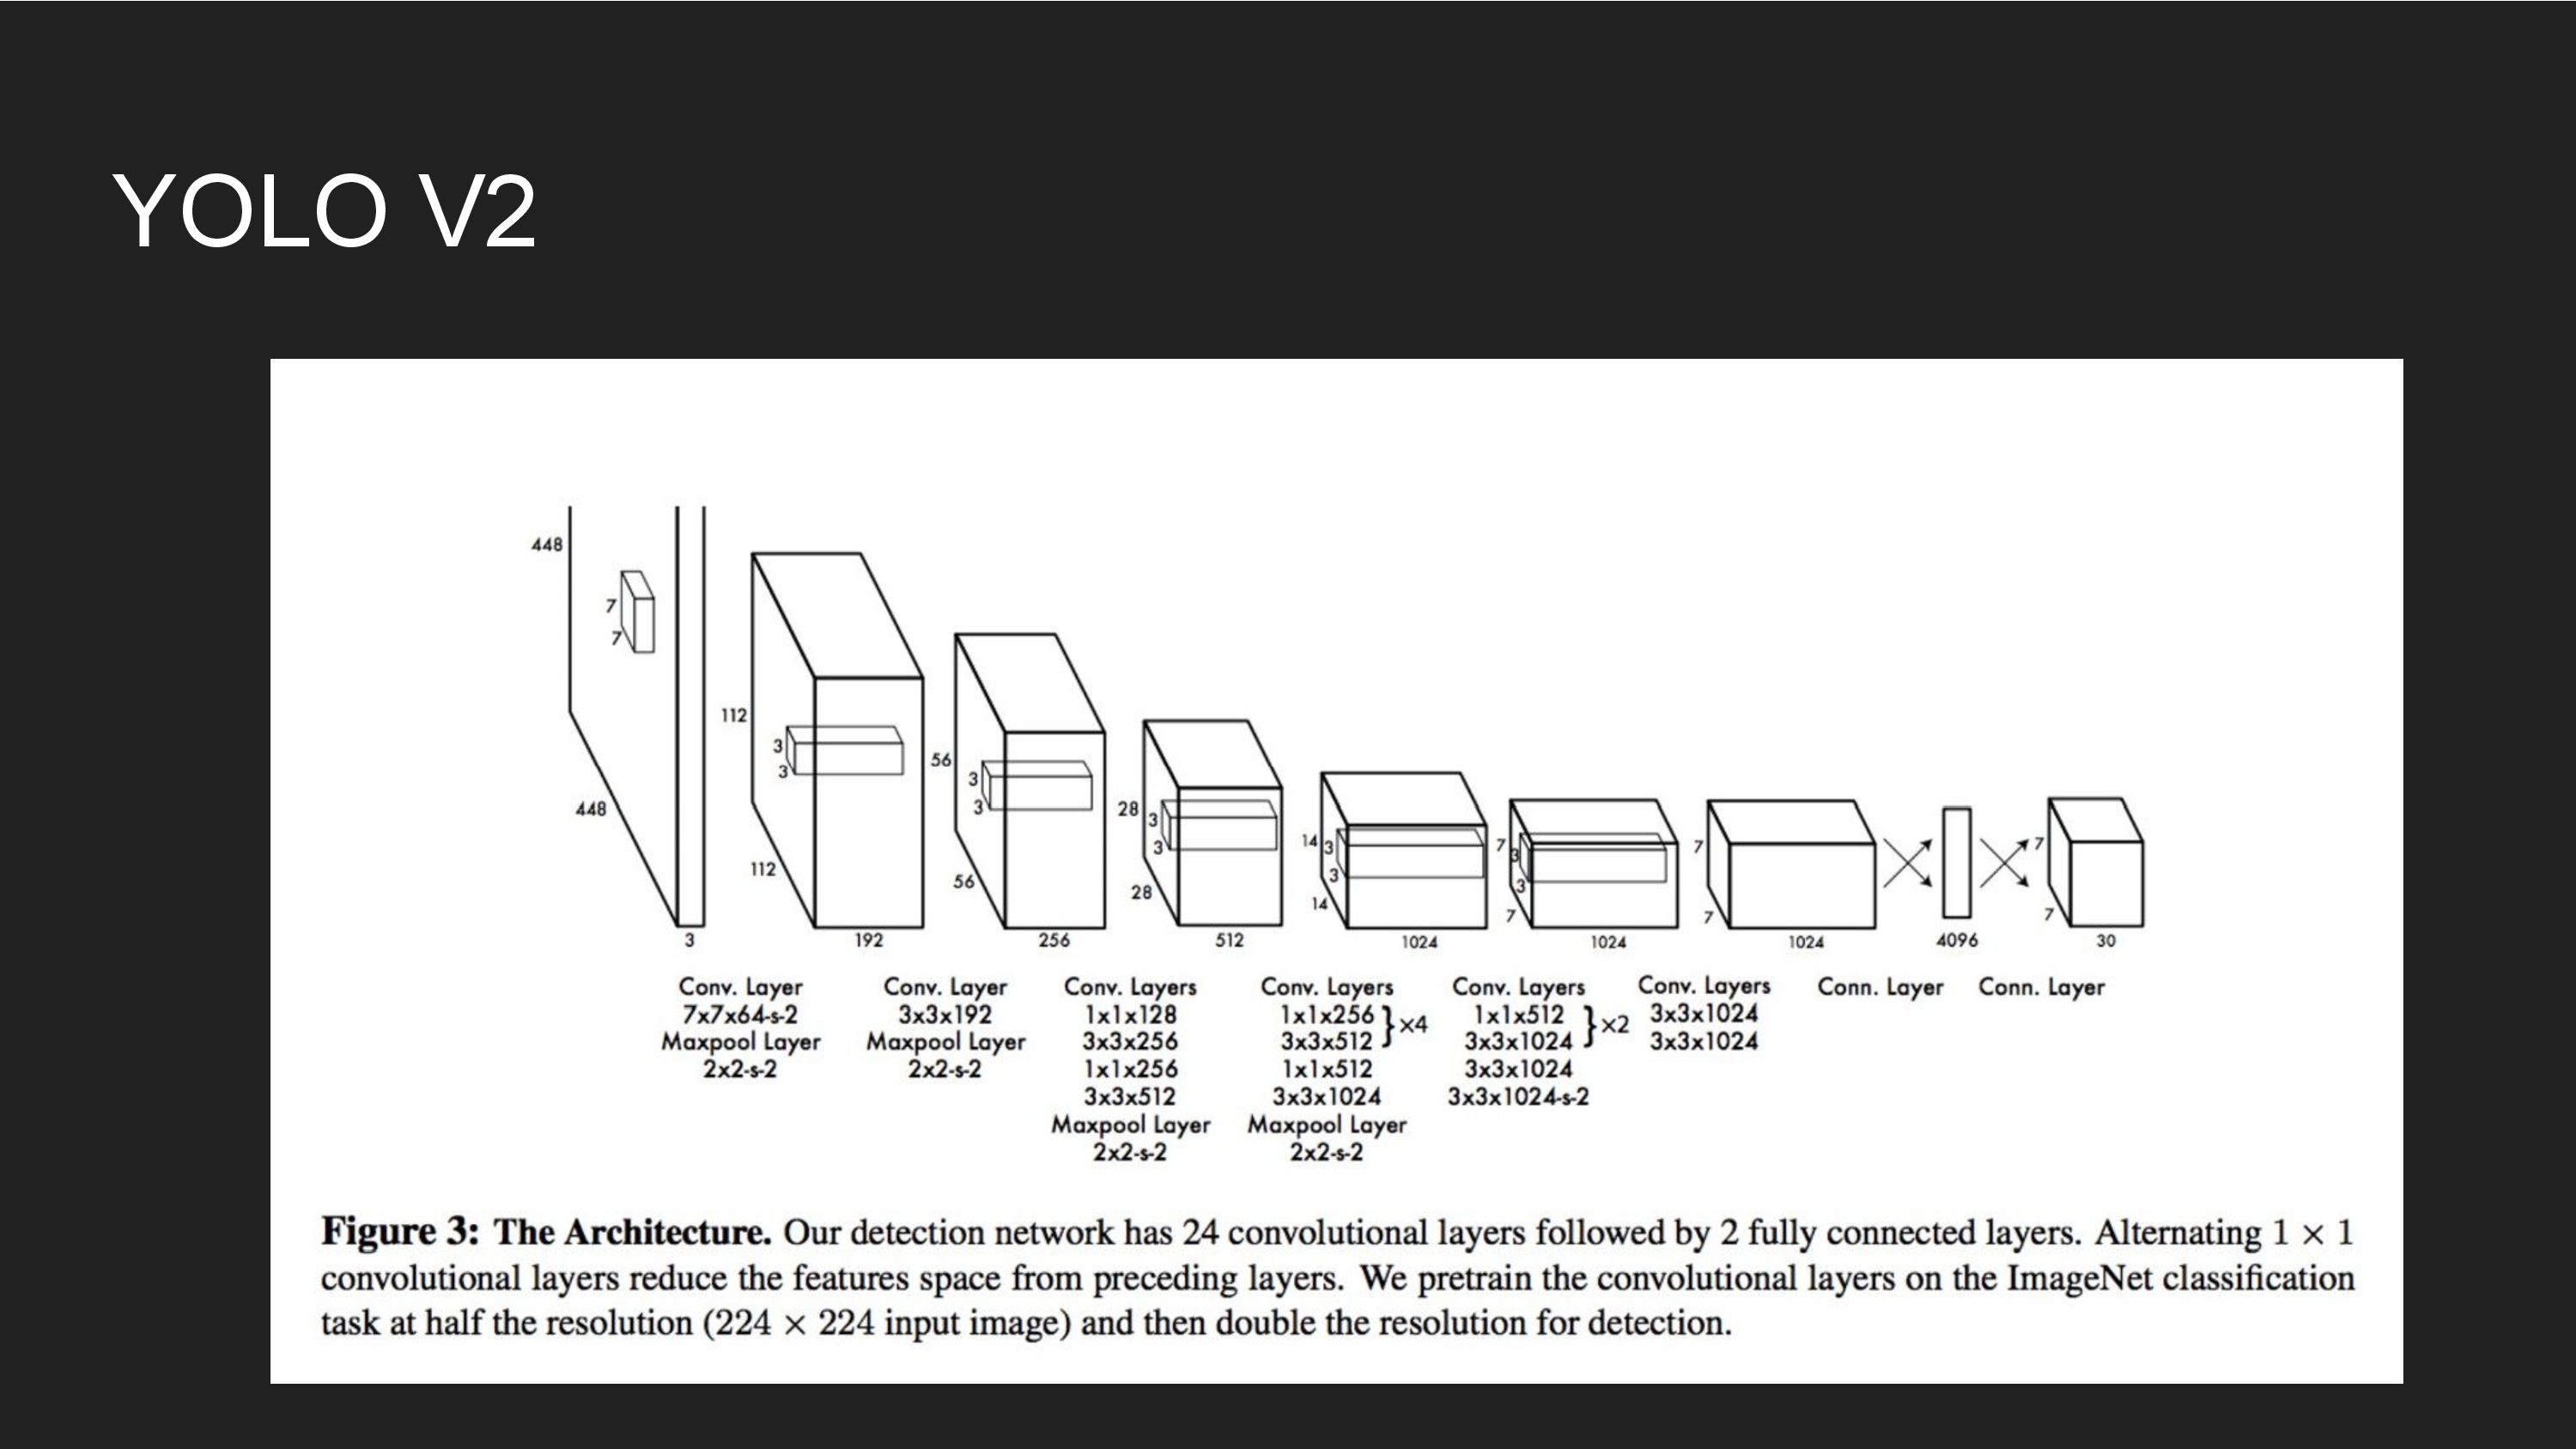 YOLO V2
448
7
7
448
3
112
3
3
112
192
56
3
3
56
256
28
3
3
28
512
14
3
3
14
1024
7
3
3
7
1024
7
7
1024
4096
7
7
30
Conv. Layer
7x7x64-s-2
Maxpool Layer
2x2-s-2
Conv. Layer
3x3x192
Maxpool Layer
2x2-s-2
Conv. Layers
1x1x128
3x3x256
1x1x256
3x3x512
Maxpool Layer
2x2-s-2
Conv. Layers
1x1x256
3x3x512 } ×4
1x1x512
3x3x1024
Maxpool Layer
2x2-s-2
Conv. Layers
1x1x512
3x3x1024 } ×2
3x3x1024
3x3x1024-s-2
Conv. Layers
3x3x1024
3x3x1024
Conn. Layer
Conn. Layer
Figure 3: The Architecture. Our detection network has 24 convolutional layers followed by 2 fully connected layers. Alternating 1 × 1
convolutional layers reduce the features space from preceding layers. We pretrain the convolutional layers on the ImageNet classification
task at half the resolution (224 × 224 input image) and then double the resolution for detection.